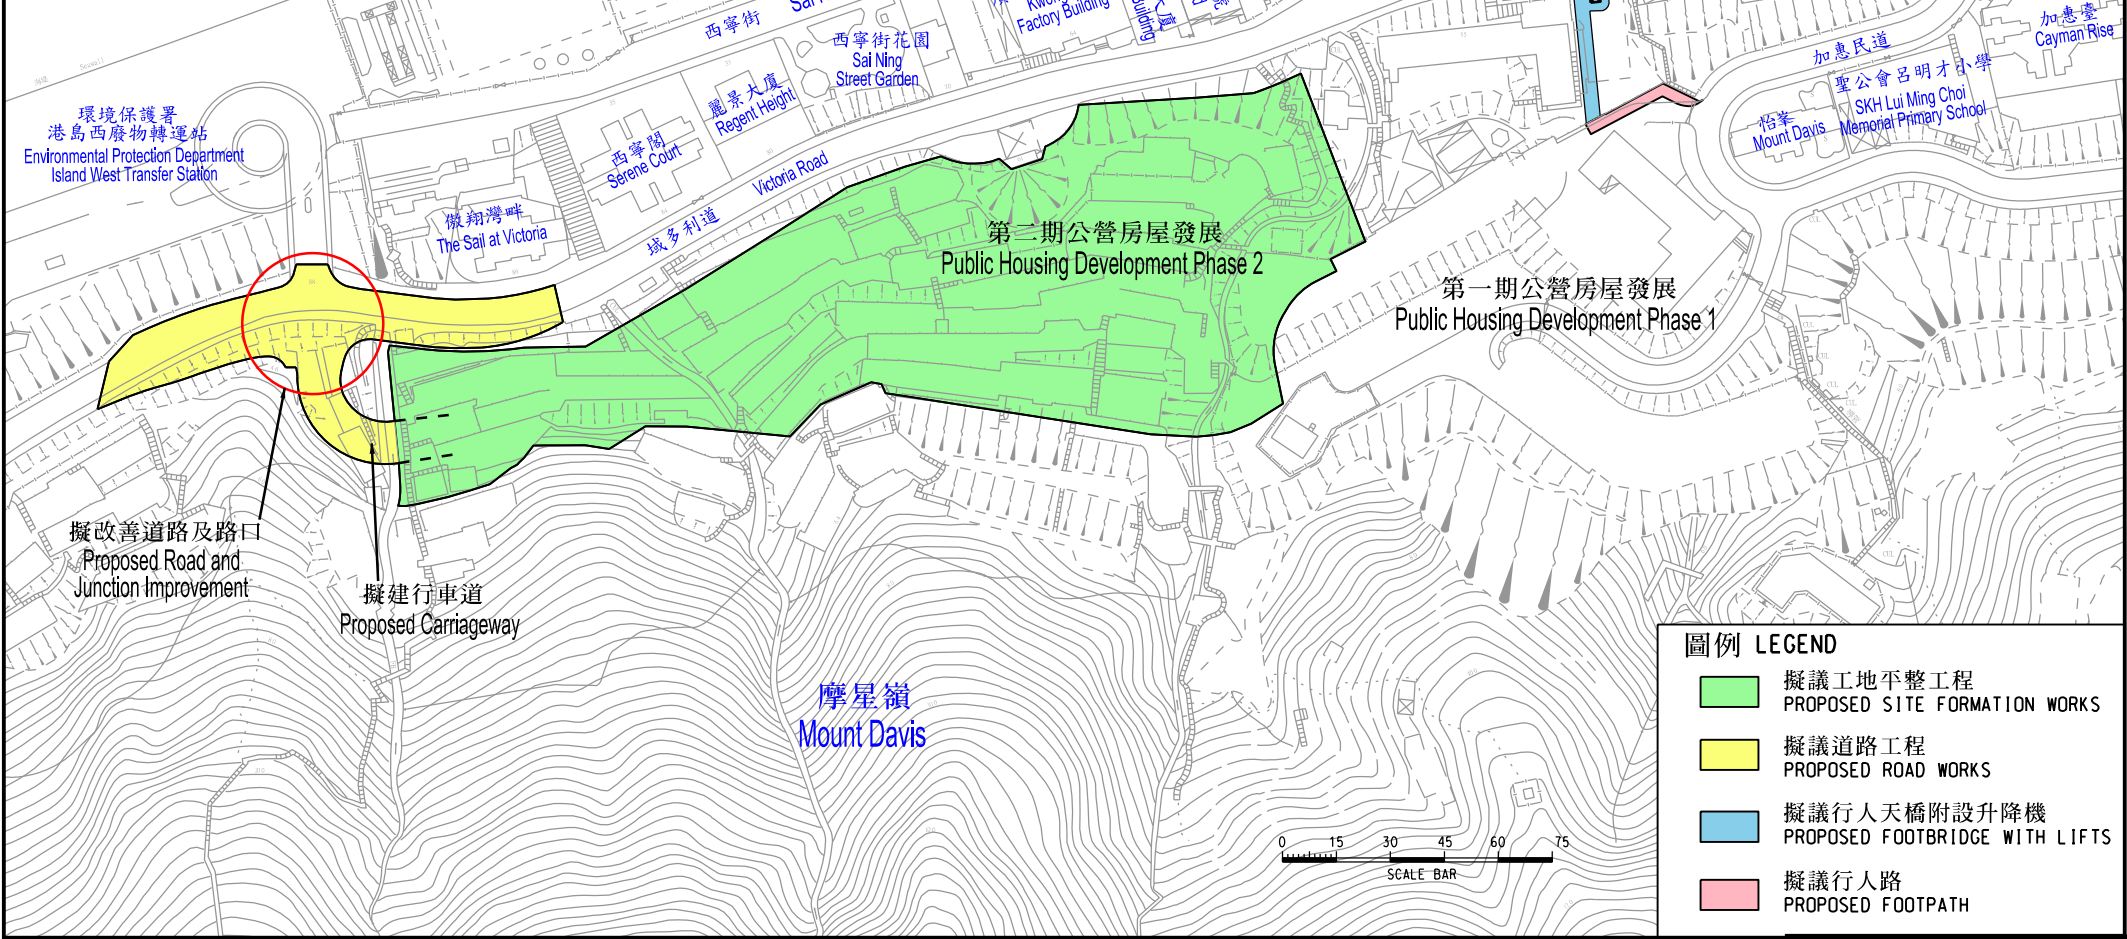 西寧街
西寧街花園
Sai Ning
Street Garden
Factory Building
Building
加惠臺
Cayman Rise
加惠民道
聖公會呂明才小學
SKH Lui Ming Choi
Memorial Primary School
怡峯
Mount Davis
環境保護署
港島西廢物轉運站
Environmental Protection Department
Island West Transfer Station
麗景大廈
Regent Height
西寧閣
Serene Court
傲翔灣畔
The Sail at Victoria
域多利道
Victoria Road
第二期公營房屋發展
Public Housing Development Phase 2
第一期公營房屋發展
Public Housing Development Phase 1
擬改善道路及路口
Proposed Road and
Junction Improvement
擬建行車道
Proposed Carriageway
摩星嶺
Mount Davis
0 15 30 45 60 75
SCALE BAR
圖例 LEGEND
擬議工地平整工程
PROPOSED SITE FORMATION WORKS
擬議道路工程
PROPOSED ROAD WORKS
擬議行人天橋附設升降機
PROPOSED FOOTBRIDGE WITH LIFTS
擬議行人路
PROPOSED FOOTPATH